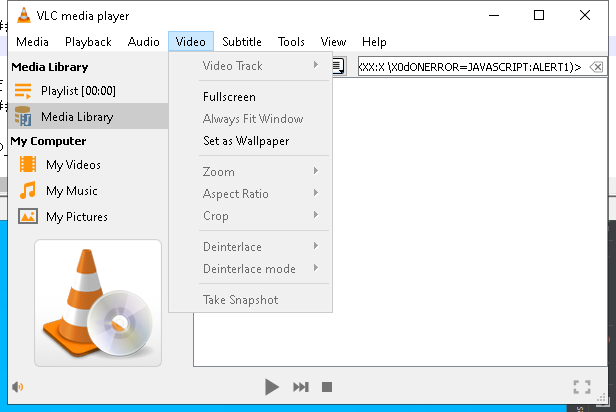 VLC media player
Media Playback Audio Video Subtitle Tools View Help
Media Library
Playlist [00:00]
Media Library
My Computer
My Videos
My Music
My Pictures
Video Track
Fullscreen
Always Fit Window
Set as Wallpaper
Zoom
Aspect Ratio
Crop
Deinterlace
Deinterlace mode
Take Snapshot
XX:X \X0dONERROR=JAVASCRIPT:ALERT1)>